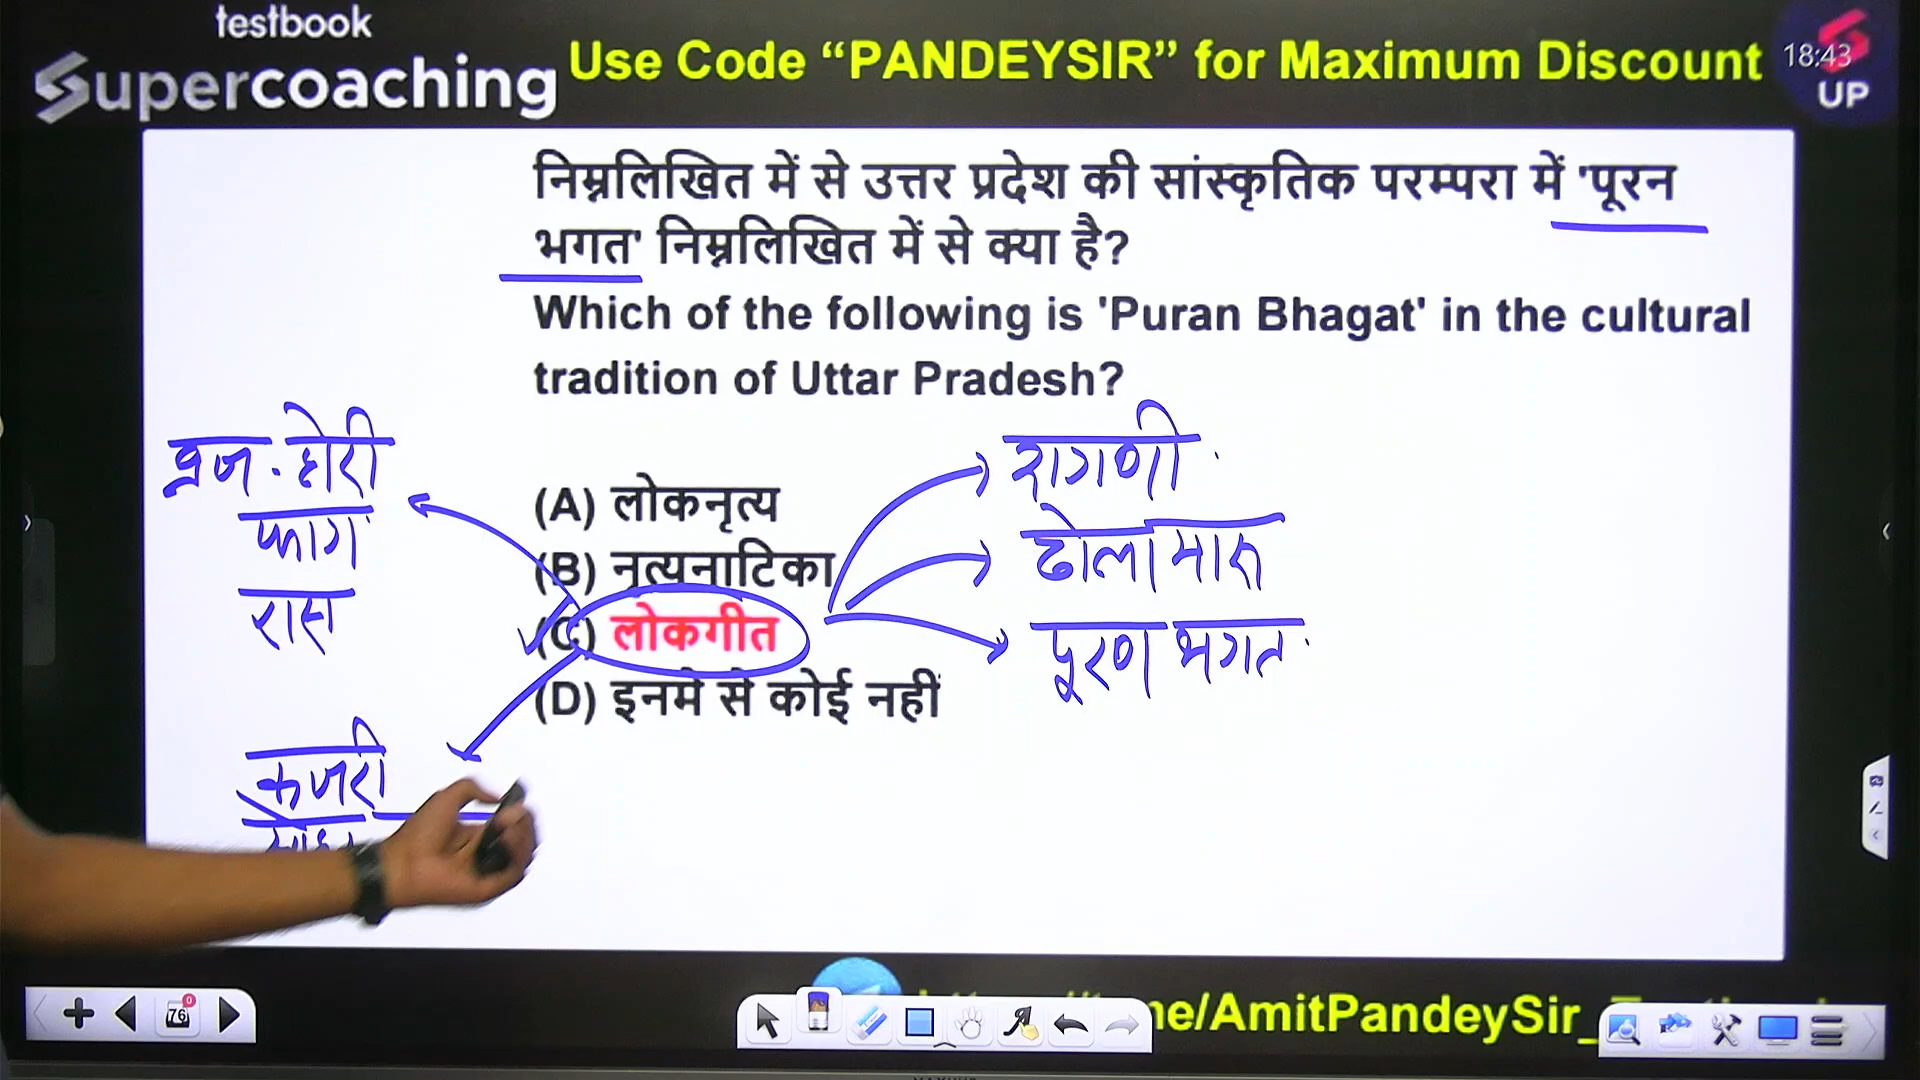 testbook
Supercoaching
Use Code “PANDEYSIR” for Maximum Discount
18:43
UP
निम्नलिखित में से उत्तर प्रदेश की सांस्कृतिक परम्परा में 'पूरन
भगत' निम्नलिखित में से क्या है?
Which of the following is 'Puran Bhagat' in the cultural
tradition of Uttar Pradesh?
(A) लोकनृत्य
(B) नृत्यनाटिका
(C) लोकगीत
(D) इनमे से कोई नहीं
ब्रज. होरी
फाग
रास
कजरी
रागणी
ढोला मारू
पूरण भगत
76
0
me/AmitPandeySir_